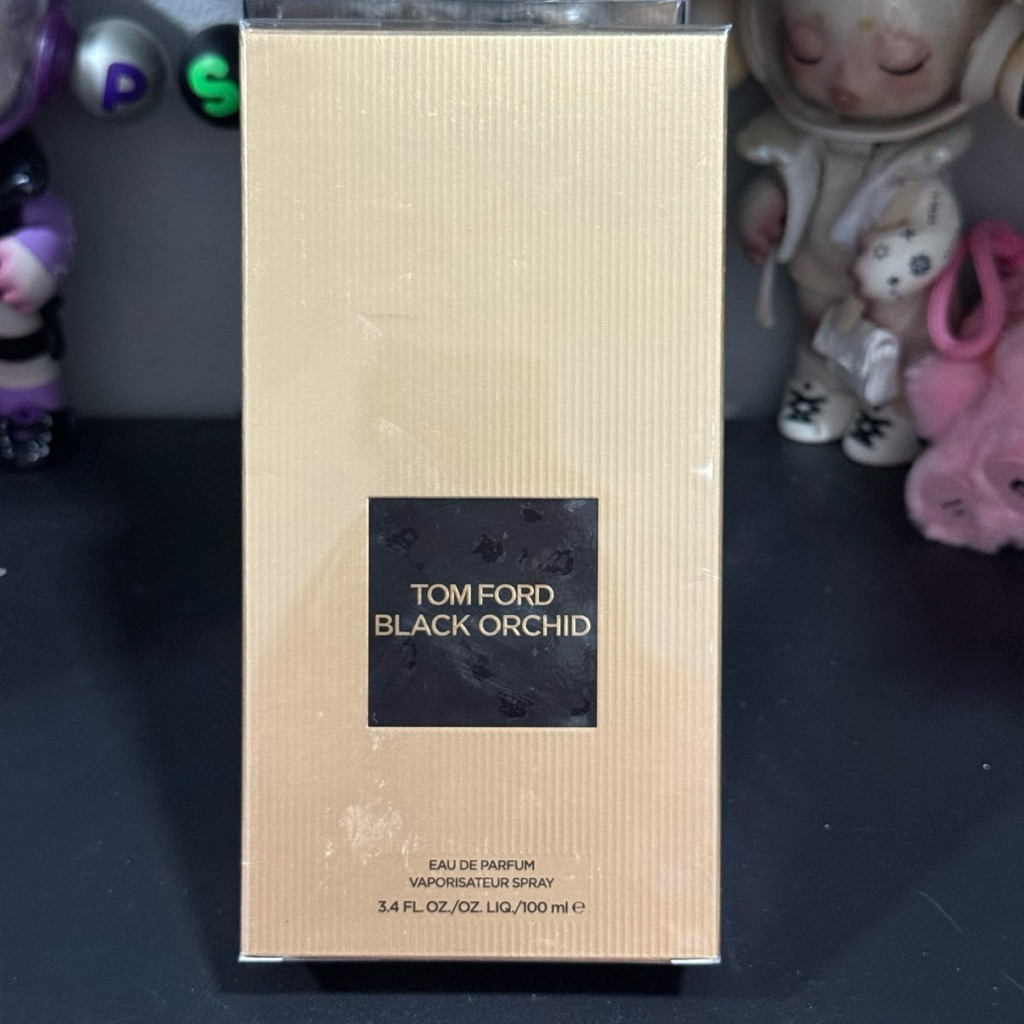 P S
TOM FORD
BLACK ORCHID
EAU DE PARFUM
VAPORISATEUR SPRAY
3.4 FL. OZ./OZ. LIQ./100 ml ℮